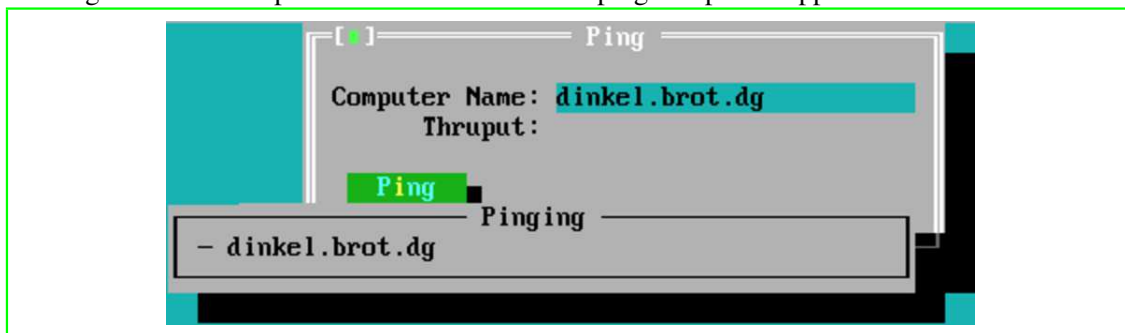 [■] Ping
Computer Name: dinkel.brot.dg
Thruput:
Ping
Pinging
- dinkel.brot.dg